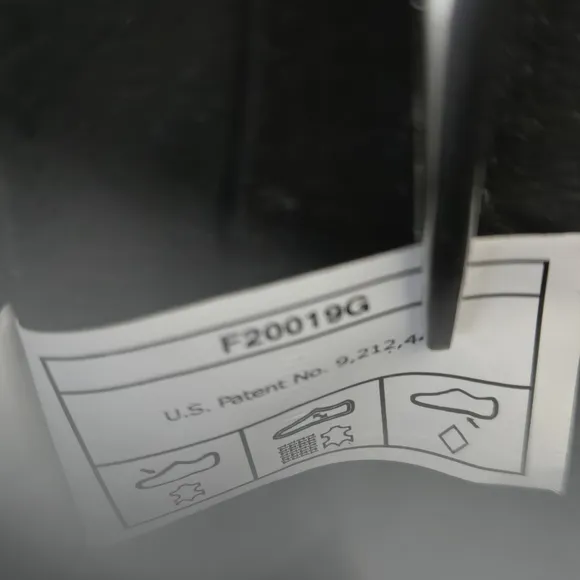 F20019G
U.S. Patent No. 9,212,4